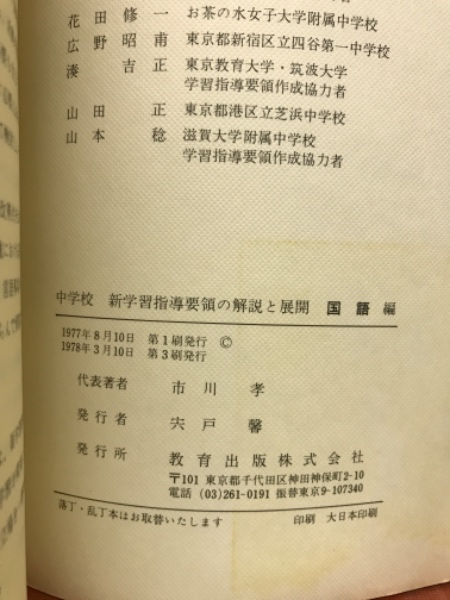 花田修一 お茶の水女子大学附属中学校
広野昭甫 東京都新宿区立四谷第一中学校
湊吉正 東京教育大学・筑波大学
学習指導要領作成協力者
山田正 東京都港区立芝浜中学校
山本稔 滋賀大学附属中学校
学習指導要領作成協力者
中学校 新学習指導要領の解説と展開 国語 編
1977年8月10日 第1刷発行 ©
1978年3月10日 第3刷発行
代表著者 市川孝
発行者 宍戸馨
発行所 教育出版株式会社
〒101 東京都千代田区神田神保町2-10
電話 (03)261-0191 振替東京9-107340
落丁・乱丁本はお取替いたします 印刷 大日本印刷